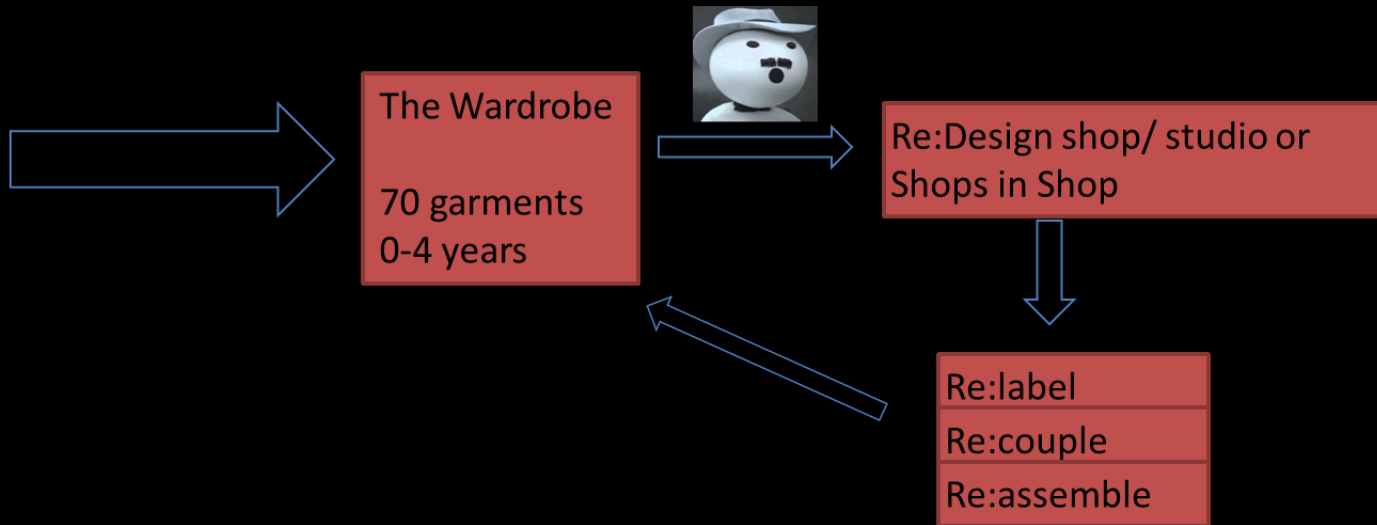 The Wardrobe
70 garments
0-4 years
Re:Design shop/ studio or
Shops in Shop
Re:label
Re:couple
Re:assemble